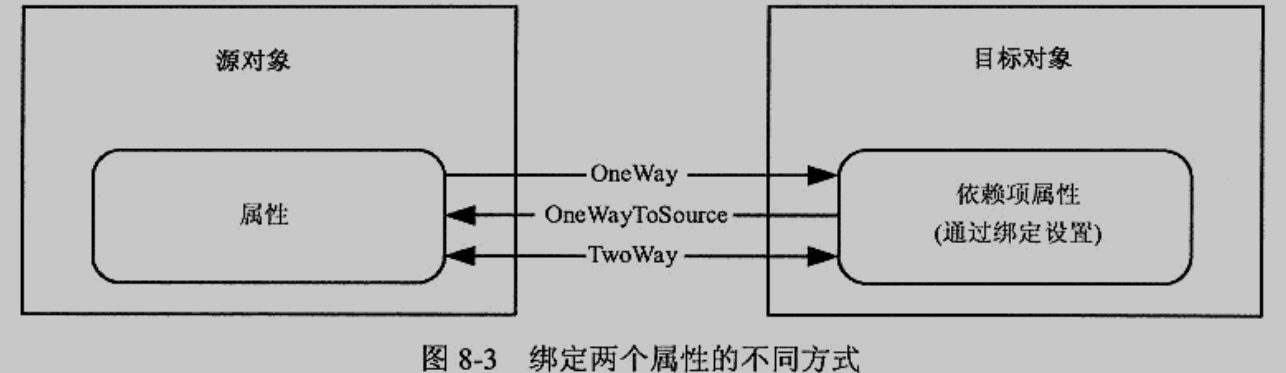 源对象
目标对象
属性
OneWay
OneWayToSource
TwoWay
依赖项属性
(通过绑定设置)
图 8-3 绑定两个属性的不同方式